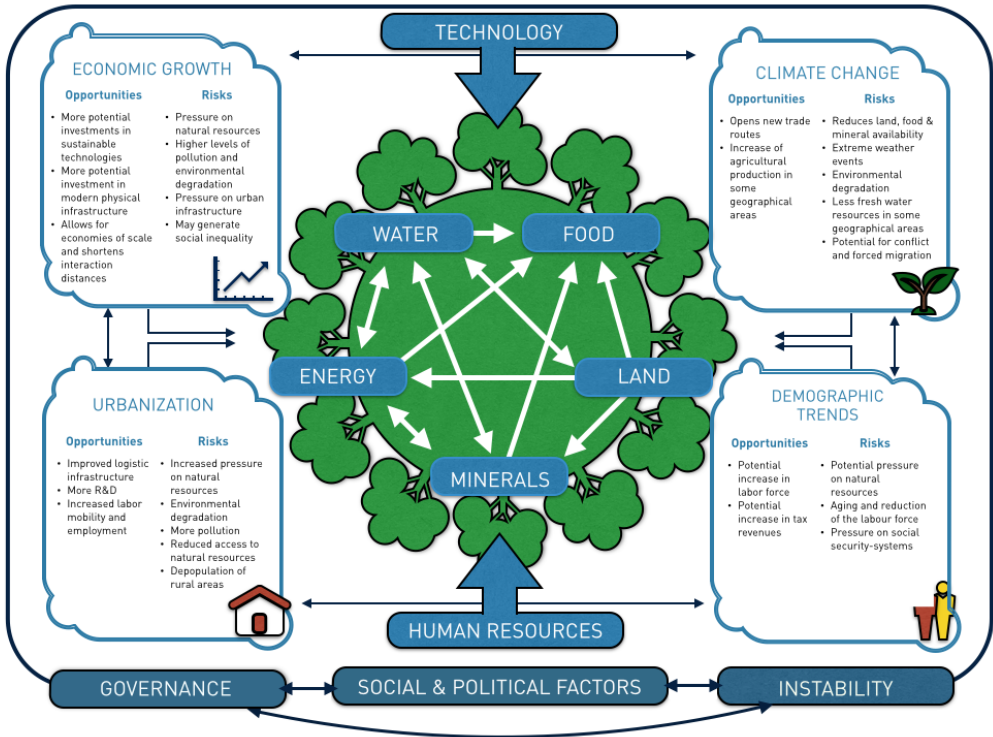 TECHNOLOGY
ECONOMIC GROWTH
Opportunities
• More potential
investments in
sustainable
technologies
• More potential
investment in
modern physical
infrastructure
• Allows for
economies of scale
and shortens
interaction
distances
Risks
• Pressure on
natural resources
• Higher levels of
pollution and
environmental
degradation
• Pressure on urban
infrastructure
• May generate
social inequality
CLIMATE CHANGE
Opportunities
• Opens new trade
routes
• Increase of
agricultural
production in
some
geographical
areas
Risks
• Reduces land, food &
mineral availability
• Extreme weather
events
• Environmental
degradation
• Less fresh water
resources in some
geographical areas
• Potential for conflict
and forced migration
WATER
FOOD
ENERGY
LAND
MINERALS
URBANIZATION
Opportunities
• Improved logistic
infrastructure
• More R&D
• Increased labor
mobility and
employment
Risks
• Increased pressure
on natural
resources
• Environmental
degradation
• More pollution
• Reduced access to
natural resources
• Depopulation of
rural areas
DEMOGRAPHIC
TRENDS
Opportunities
• Potential
increase in
labor force
• Potential
increase in tax
revenues
Risks
• Potential pressure
on natural
resources
• Aging and reduction
of the labour force
• Pressure on social
security-systems
HUMAN RESOURCES
GOVERNANCE
SOCIAL & POLITICAL FACTORS
INSTABILITY